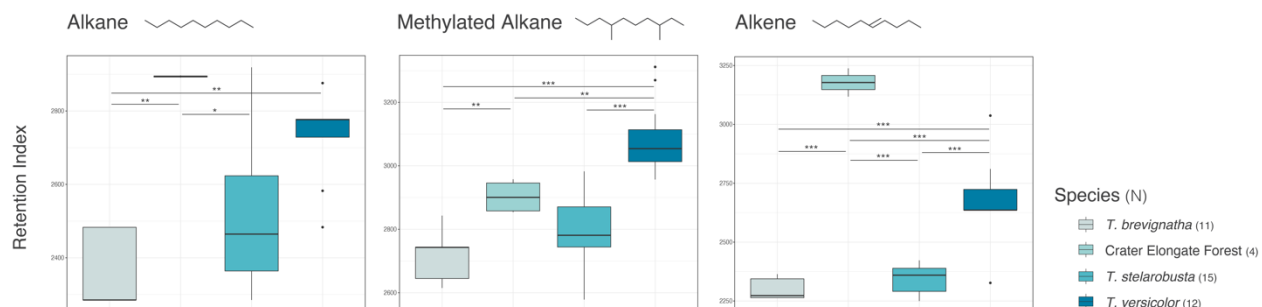 Alkane
Methylated Alkane
Alkene
Retention Index
2800
2600
2400
**
**
*
3200
3000
2800
2600
***
**
**
***
3250
3000
2750
2500
2250
***
***
***
***
***
Species (N)
T. brevignatha (11)
Crater Elongate Forest (4)
T. stelarobusta (15)
T. versicolor (12)